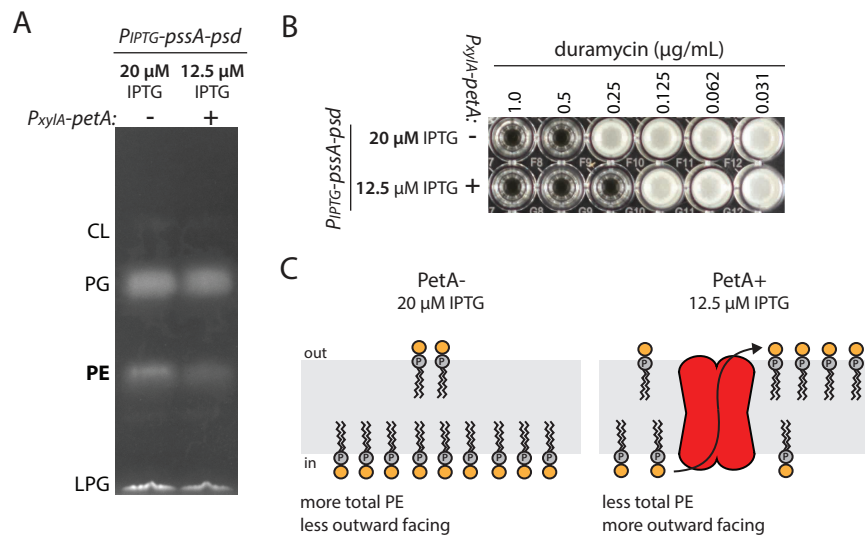 A
PIPTG-pssA-psd
20 µM 12.5 µM
IPTG IPTG
PxylA-petA: - +
CL
PG
PE
LPG
B
PxylA-petA:
duramycin (µg/mL)
1.0 0.5 0.25 0.125 0.062 0.031
PIPTG-pssA-psd
20 µM IPTG -
12.5 µM IPTG +
F8 F9 F10 F11 F12
G8 G9 G10 G11 G12
C
PetA-
20 µM IPTG
PetA+
12.5 µM IPTG
out
in
P P
P P P P P P P P P
P P P P P
P P P
more total PE
less outward facing
less total PE
more outward facing